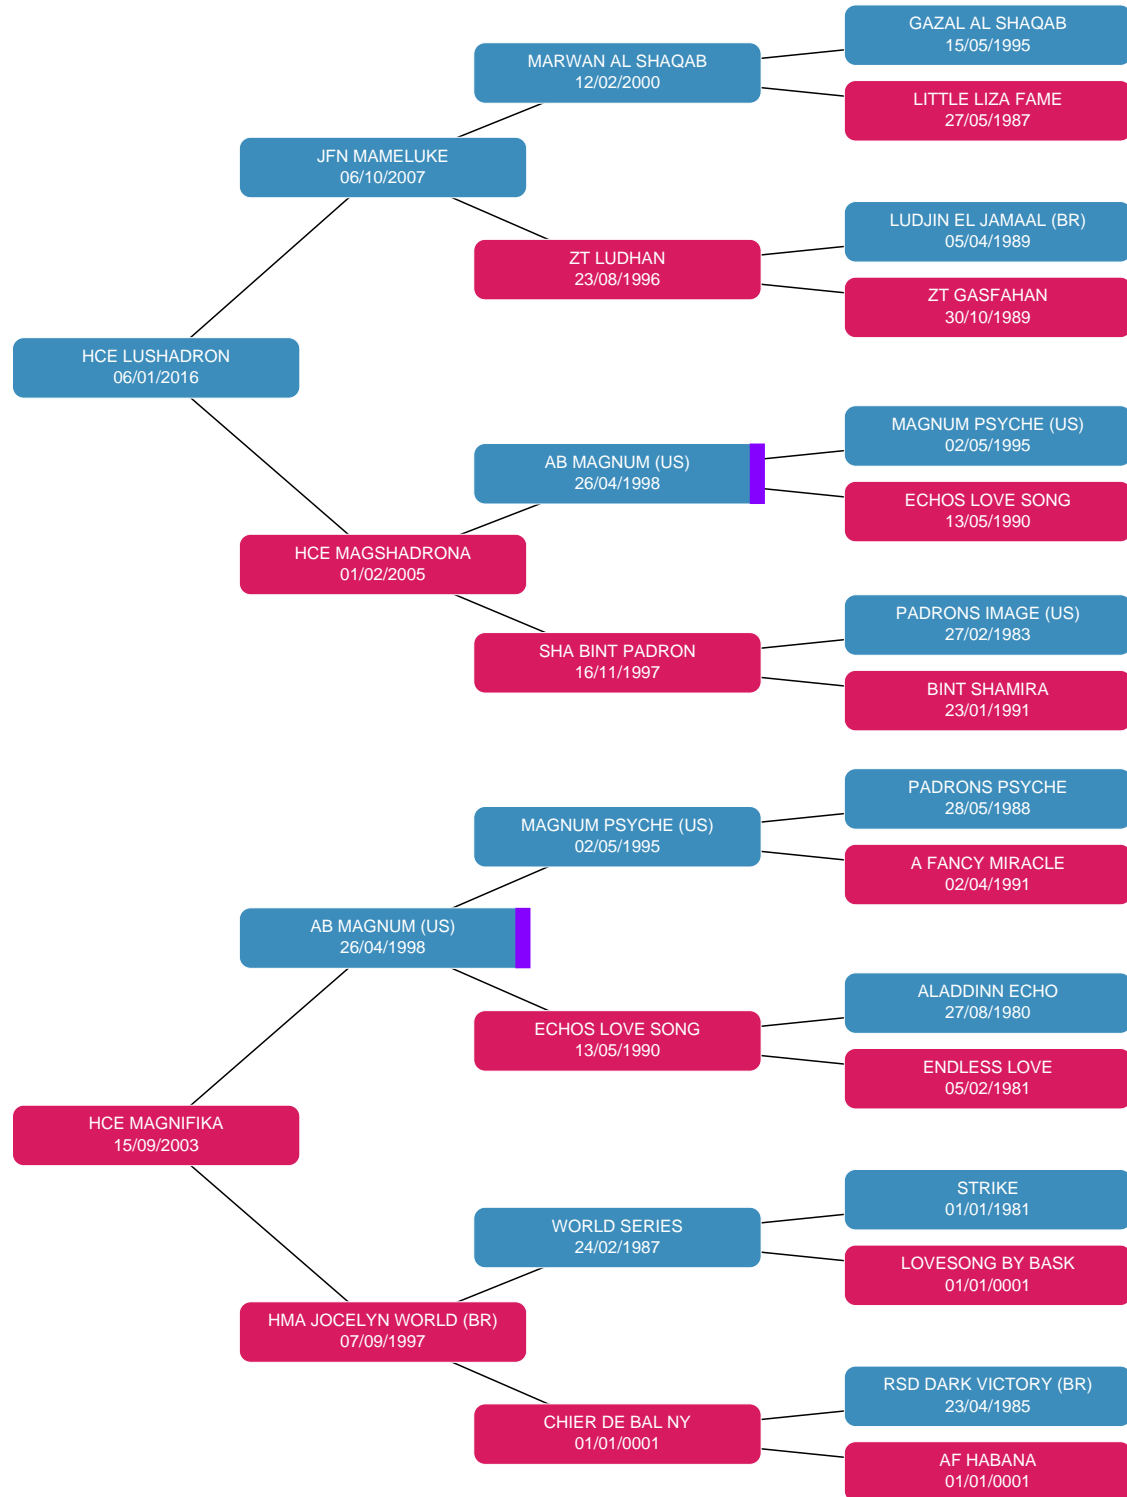 GAZAL AL SHAQAB
15/05/1995
MARWAN AL SHAQAB
12/02/2000
LITTLE LIZA FAME
27/05/1987
JFN MAMELUKE
06/10/2007
LUDJIN EL JAMAAL (BR)
05/04/1989
ZT LUDHAN
23/08/1996
ZT GASFAHAN
30/10/1989
HCE LUSHADRON
06/01/2016
MAGNUM PSYCHE (US)
02/05/1995
AB MAGNUM (US)
26/04/1998
ECHOS LOVE SONG
13/05/1990
HCE MAGSHADRONA
01/02/2005
PADRONS IMAGE (US)
27/02/1983
SHA BINT PADRON
16/11/1997
BINT SHAMIRA
23/01/1991
PADRONS PSYCHE
28/05/1988
MAGNUM PSYCHE (US)
02/05/1995
A FANCY MIRACLE
02/04/1991
AB MAGNUM (US)
26/04/1998
ALADDINN ECHO
27/08/1980
ECHOS LOVE SONG
13/05/1990
ENDLESS LOVE
05/02/1981
HCE MAGNIFIKA
15/09/2003
STRIKE
01/01/1981
WORLD SERIES
24/02/1987
LOVESONG BY BASK
01/01/0001
HMA JOCELYN WORLD (BR)
07/09/1997
RSD DARK VICTORY (BR)
23/04/1985
CHIER DE BAL NY
01/01/0001
AF HABANA
01/01/0001